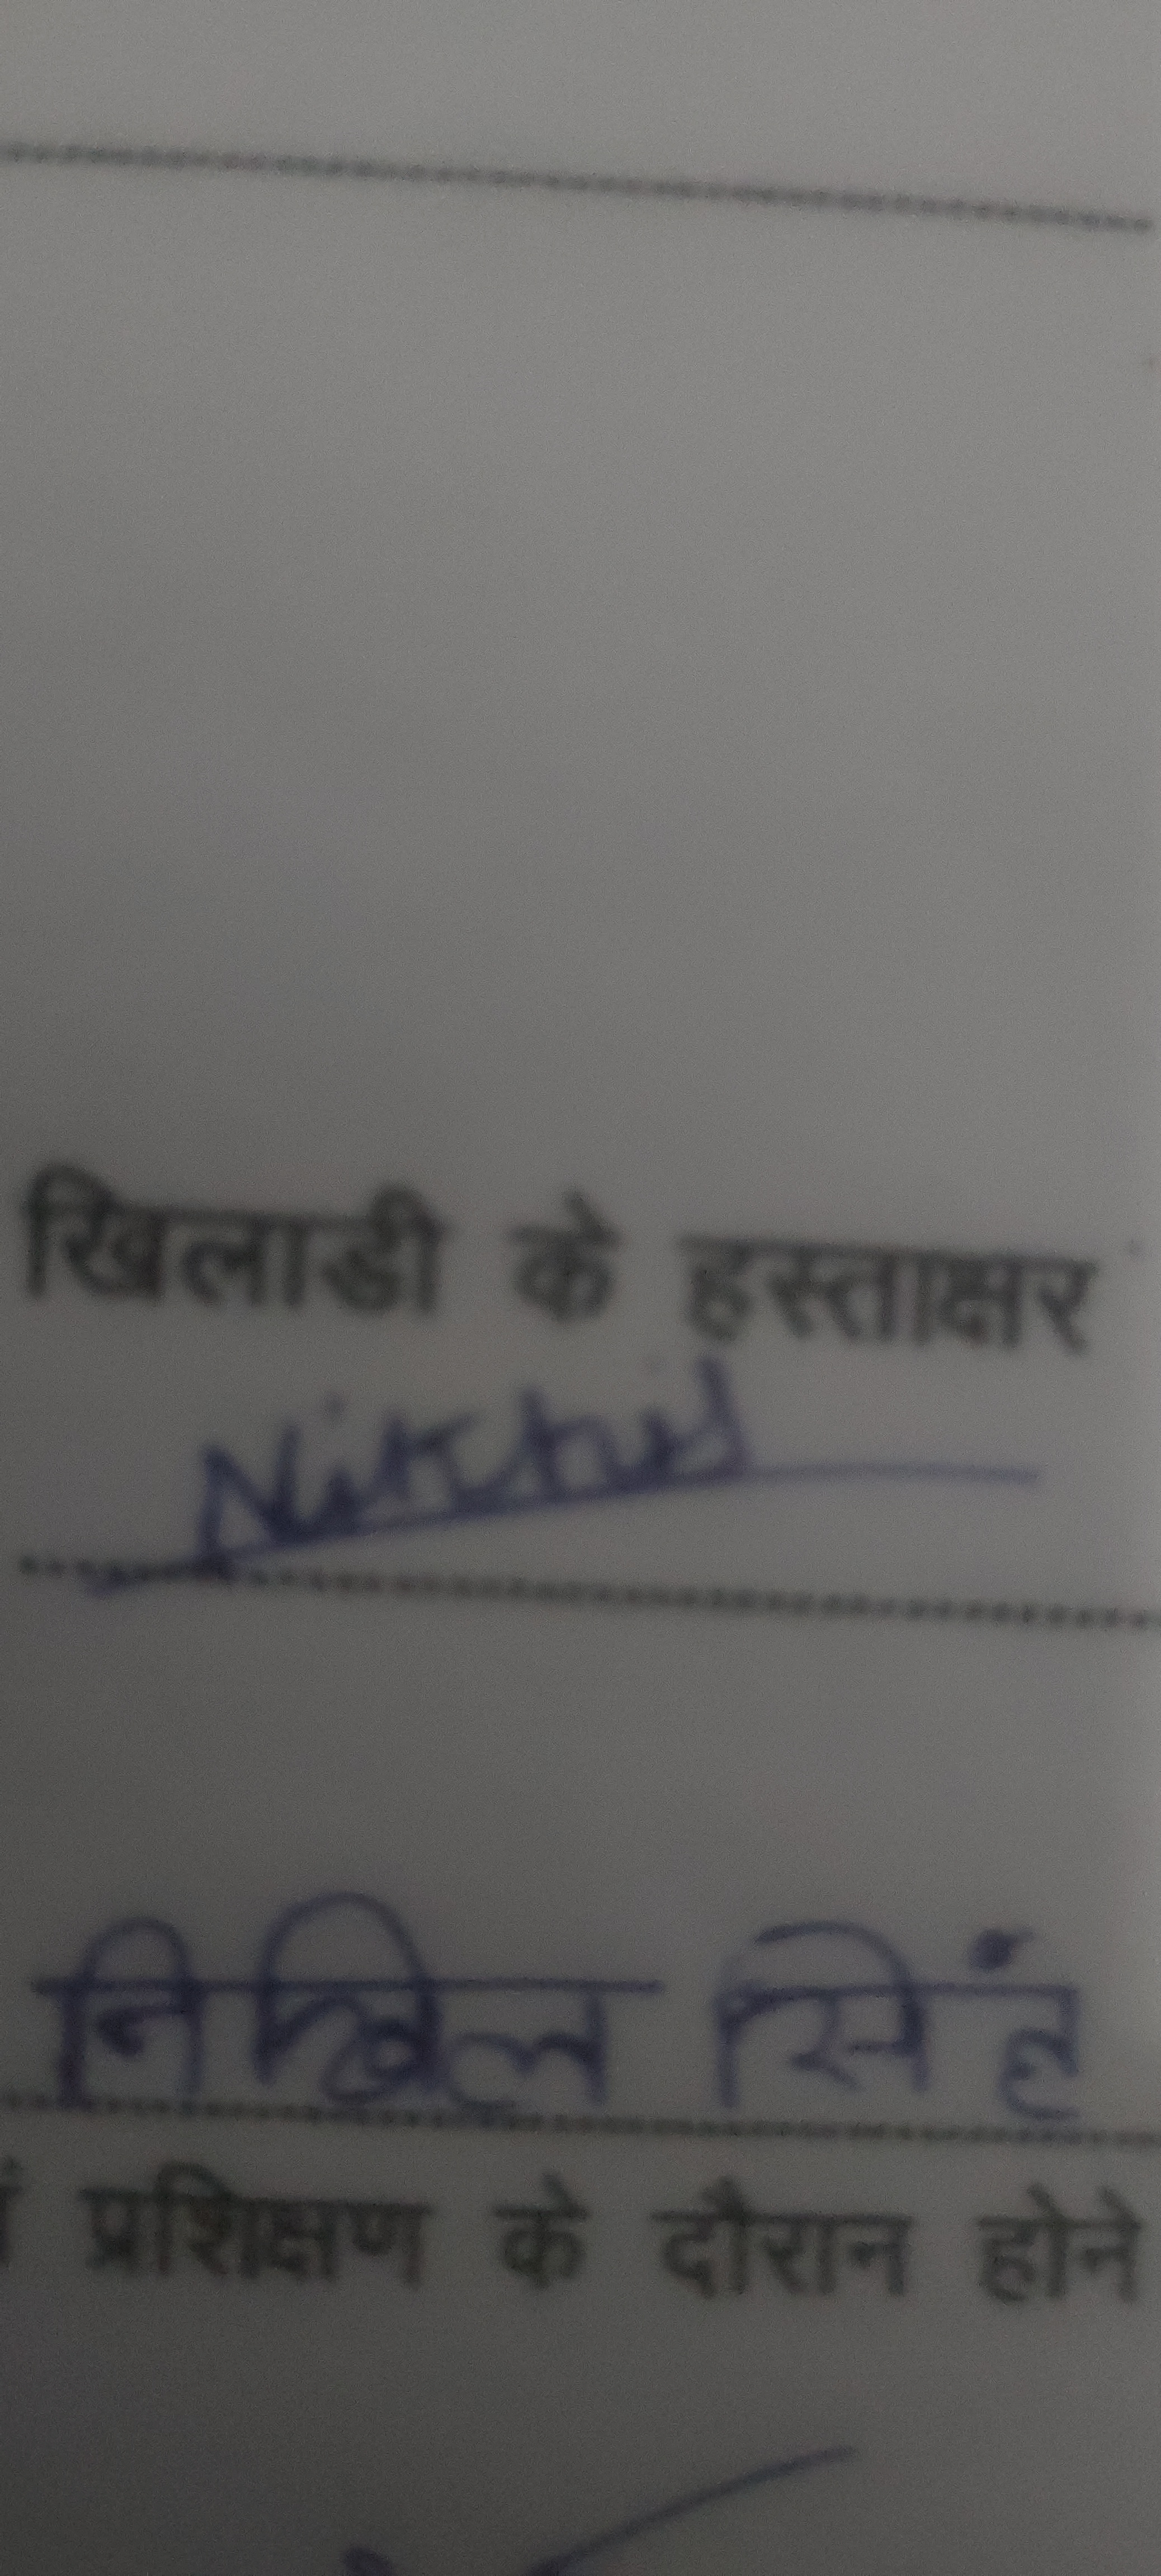 खिलाडी के हस्ताक्षर
Nikhil
निखिल सिंह
प्रशिक्षण के दौरान होने